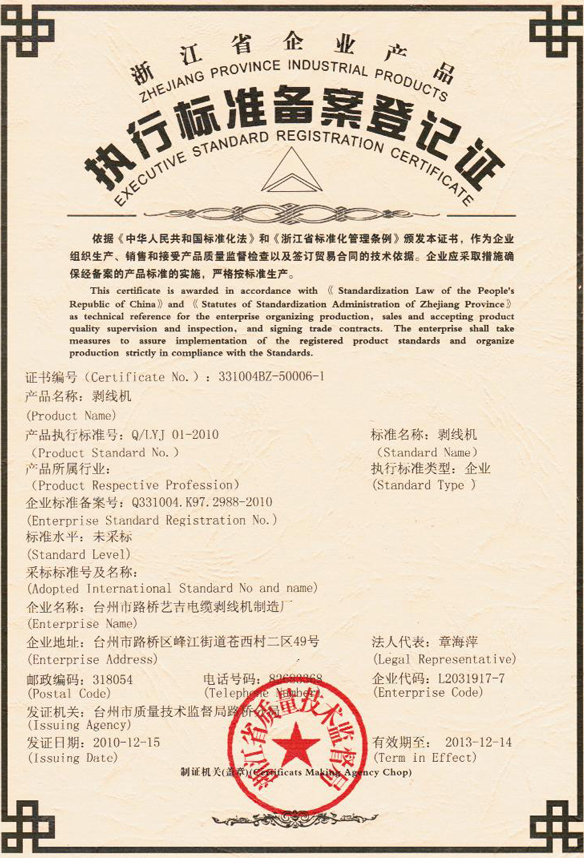 浙江省企业产品
ZHEJIANG PROVINCE INDUSTRIAL PRODUCTS
执行标准备案登记证
EXECUTIVE STANDARD REGISTRATION CERTIFICATE
依据《中华人民共和国标准化法》和《浙江省标准化管理条例》颁发本证书，作为企业
组织生产、销售和接受产品质量监督检查以及签订贸易合同的技术依据。企业应采取措施确
保经备案的产品标准的实施，严格按标准生产。
This certificate is awarded in accordance with 《 Standardization Law of the People's
Republic of China》and 《Statutes of Standardization Administration of Zhejiang Province》
as technical reference for the enterprise organizing production, sales and accepting product
quality supervision and inspection, and signing trade contracts. The enterprise shall take
measures to assure implementation of the registered product standards and organize
production strictly in compliance with the Standards.
证书编号（Certificate No.）：331004BZ-50006-1
产品名称：剥线机
(Product Name)
产品执行标准号：Q/LYJ 01-2010 标准名称：剥线机
（Product Standard No.） (Standard Name)
产品所属行业： 执行标准类型：企业
（Product Respective Profession) (Standard Type )
企业标准备案号：Q331004.K97.2988-2010
(Enterprise Standard Registration No.)
标准水平：未采标
(Standard Level)
采标标准号及名称：
(Adopted International Standard No and name)
企业名称：台州市路桥艺吉电缆剥线机制造厂
(Enterprise Name)
企业地址：台州市路桥区峰江街道苍西村二区49号 法人代表：章海萍
(Enterprise Address) (Legal Representative)
邮政编码：318054 电话号码： 企业代码：L2031917-7
(Postal Code) (Telephone Number) (Enterprise Code)
发证机关：台州市质量技术监督局路桥分局
(Issuing Agency)
发证日期：2010-12-15 有效期至： 2013-12-14
(Issuing Date) (Term in Effect)
浙江省质量技术监督局
制证机关(盖章)(Certificats Making Agency Chop)